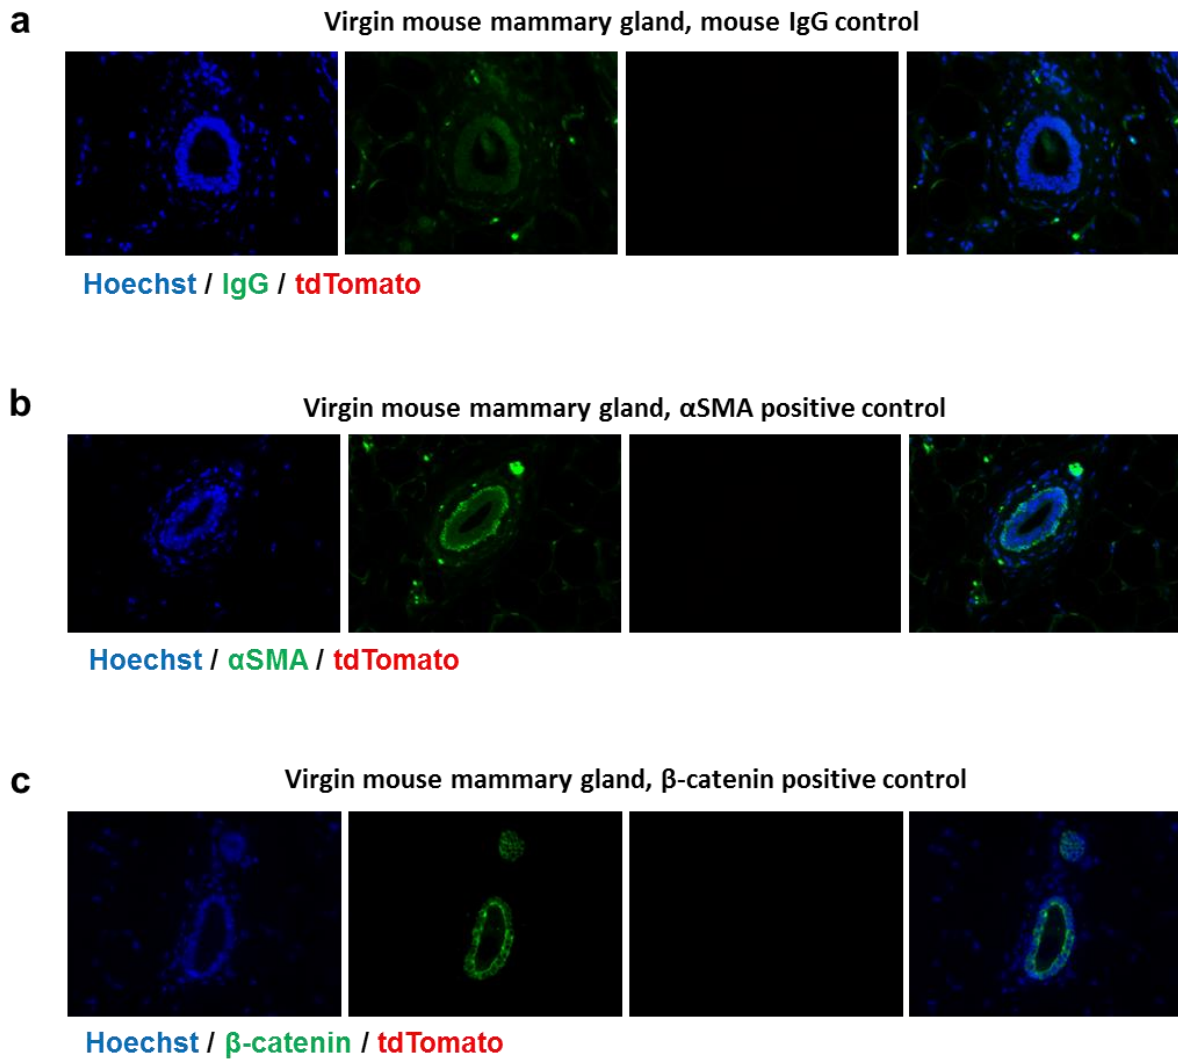 a
Virgin mouse mammary gland, mouse IgG control
Hoechst / IgG / tdTomato
b
Virgin mouse mammary gland, αSMA positive control
Hoechst / αSMA / tdTomato
c
Virgin mouse mammary gland, β-catenin positive control
Hoechst / β-catenin / tdTomato